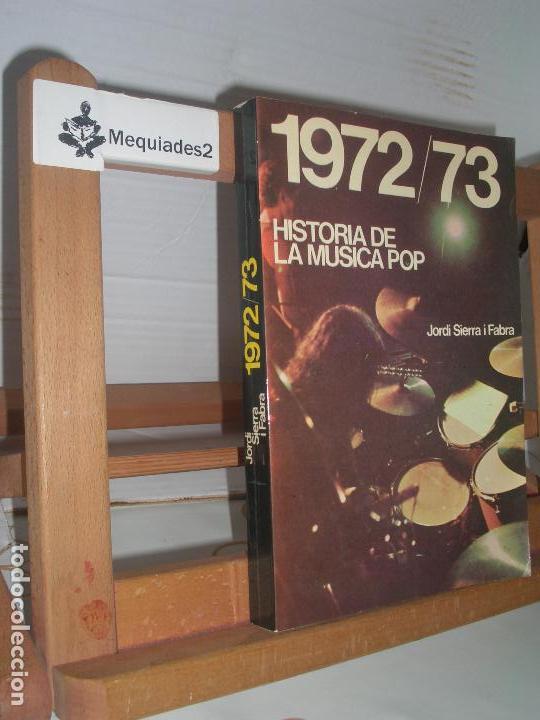 Mequiades2
1972/73
HISTORIA DE
LA MUSICA POP
Jordi Sierra i Fabra
1972/73
Jordi
Sierra
i Fabra
todocoleccion